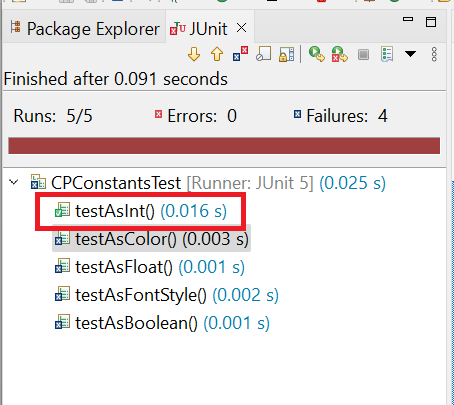 Package Explorer JUnit
Finished after 0.091 seconds
Runs: 5/5 Errors: 0 Failures: 4
CPConstantsTest [Runner: JUnit 5] (0.025 s)
testAsInt() (0.016 s)
testAsColor() (0.003 s)
testAsFloat() (0.001 s)
testAsFontStyle() (0.002 s)
testAsBoolean() (0.001 s)